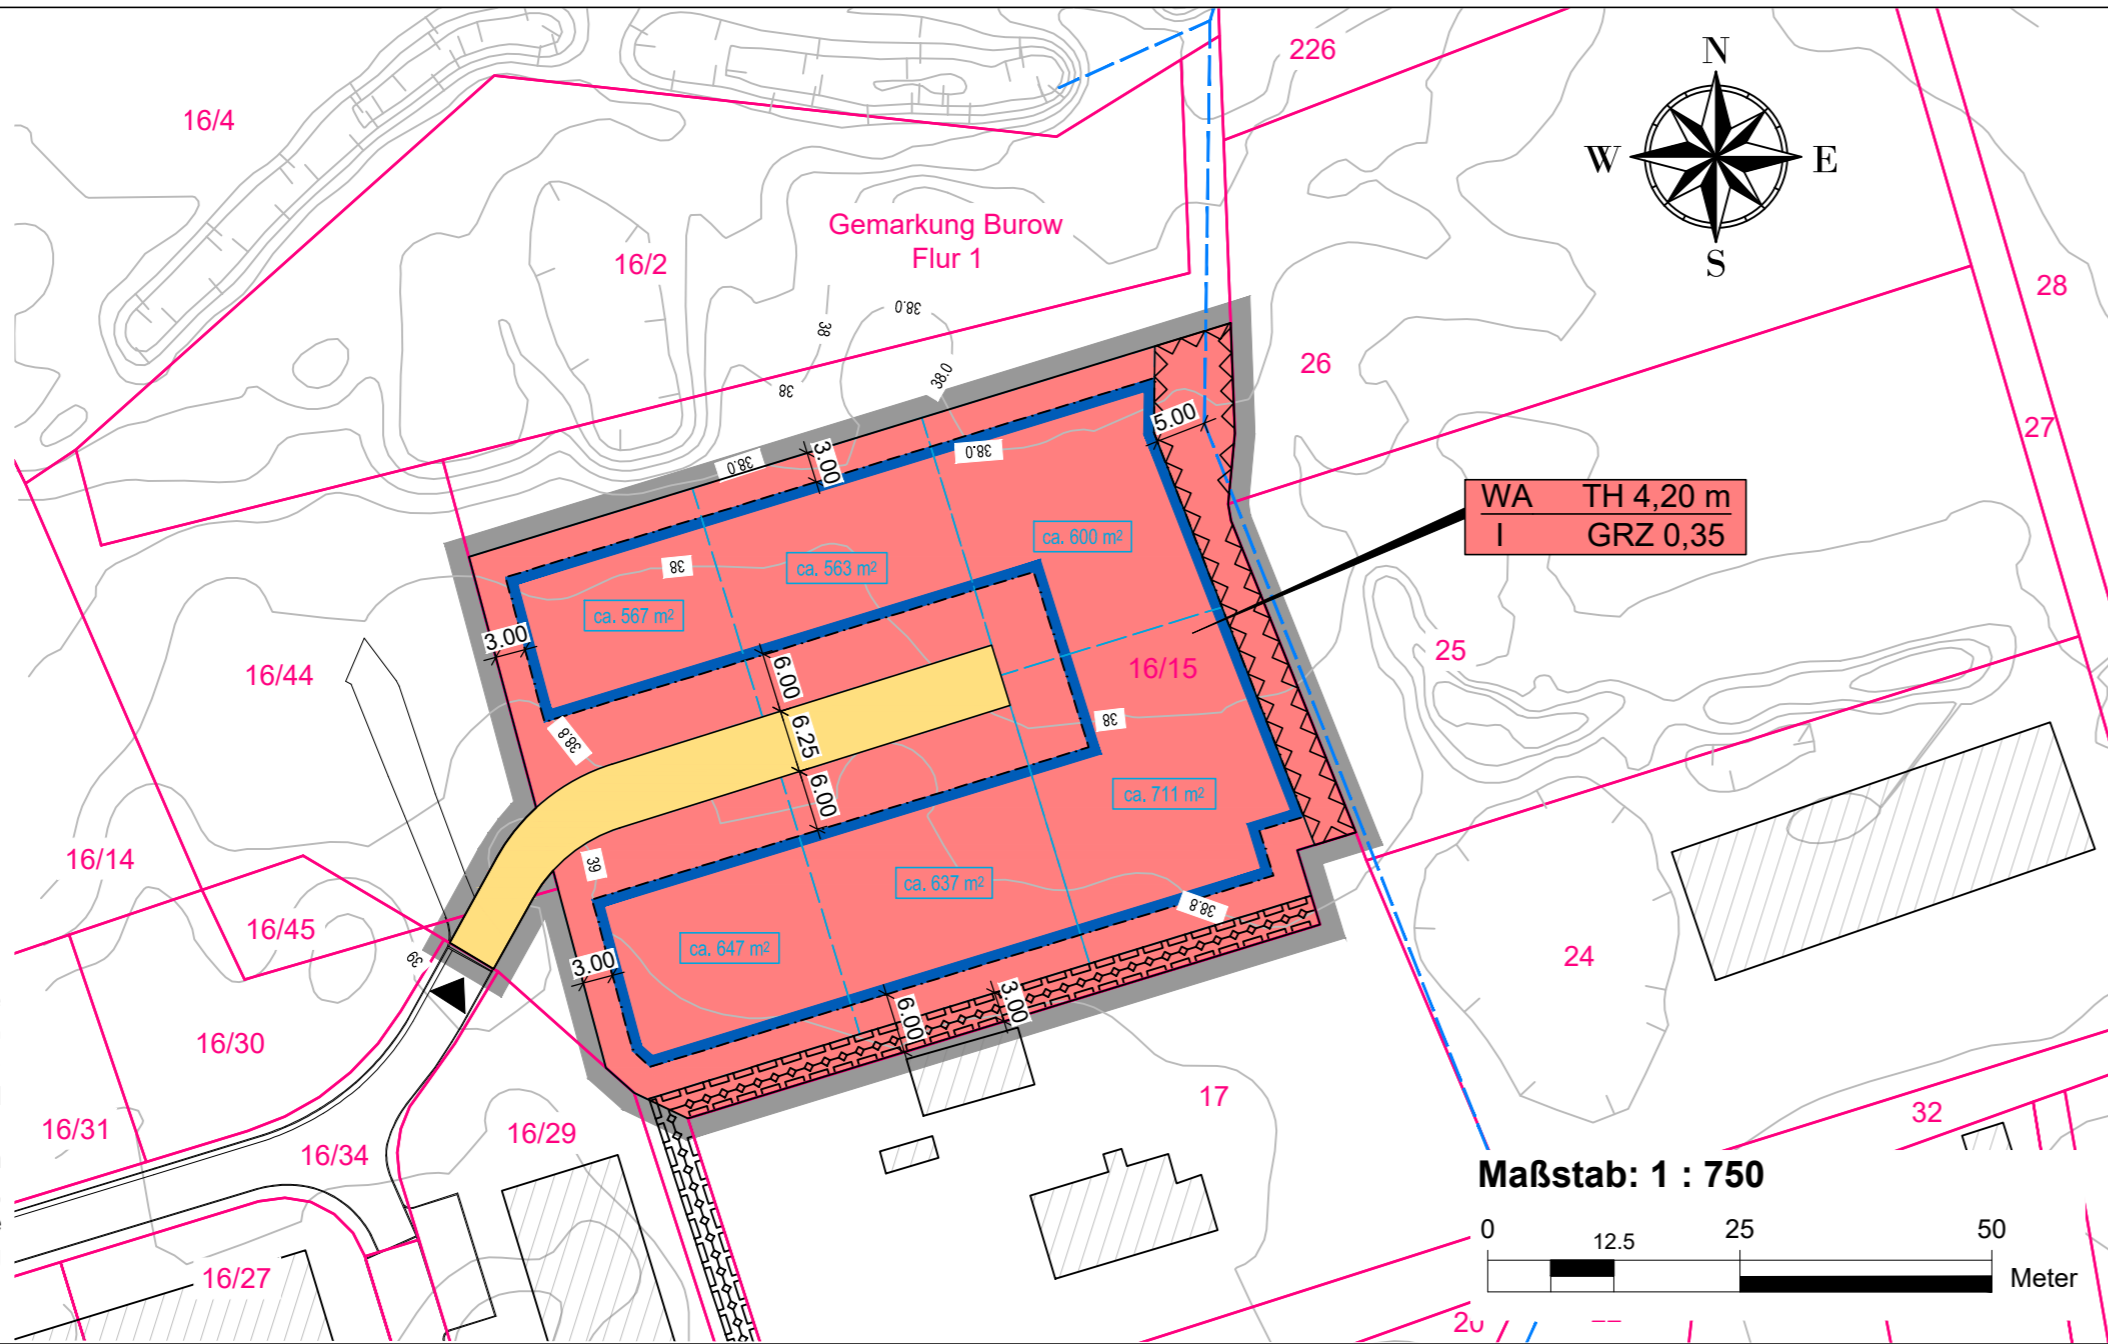 226
N
16/4
W
E
Gemarkung Burow
Flur 1
16/2
S
28
38.0
38
26
38.0
38
5.00
27
3.00
38.0
38.0
WA TH 4,20 m
I GRZ 0,35
ca. 600 m²
38
ca. 563 m²
ca. 567 m²
3.00
25
16/44
6.00
16/15
38
38.8
6.25
6.00
ca. 711 m²
16/14
39
ca. 637 m²
38.8
16/45
ca. 647 m²
24
39
3.00
3.00
6.00
16/30
17
32
16/31
16/29
16/34
Maßstab: 1 : 750
0 12.5 25 50
Meter
16/27